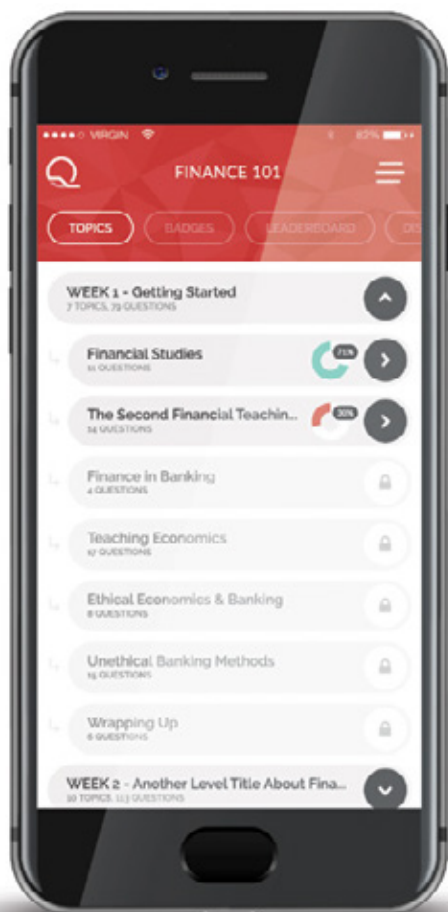 VIRGIN 82%
FINANCE 101
TOPICS BADGES LEADERBOARD DIS
WEEK 1 - Getting Started
7 TOPICS, 79 QUESTIONS
Financial Studies
11 QUESTIONS
71%
The Second Financial Teachin...
14 QUESTIONS
30%
Finance in Banking
4 QUESTIONS
Teaching Economics
17 QUESTIONS
Ethical Economics & Banking
8 QUESTIONS
Unethical Banking Methods
QUESTIONS
Wrapping Up
6 QUESTIONS
WEEK 2 - Another Level Title About Fina...
10 TOPICS, 113 QUESTIONS